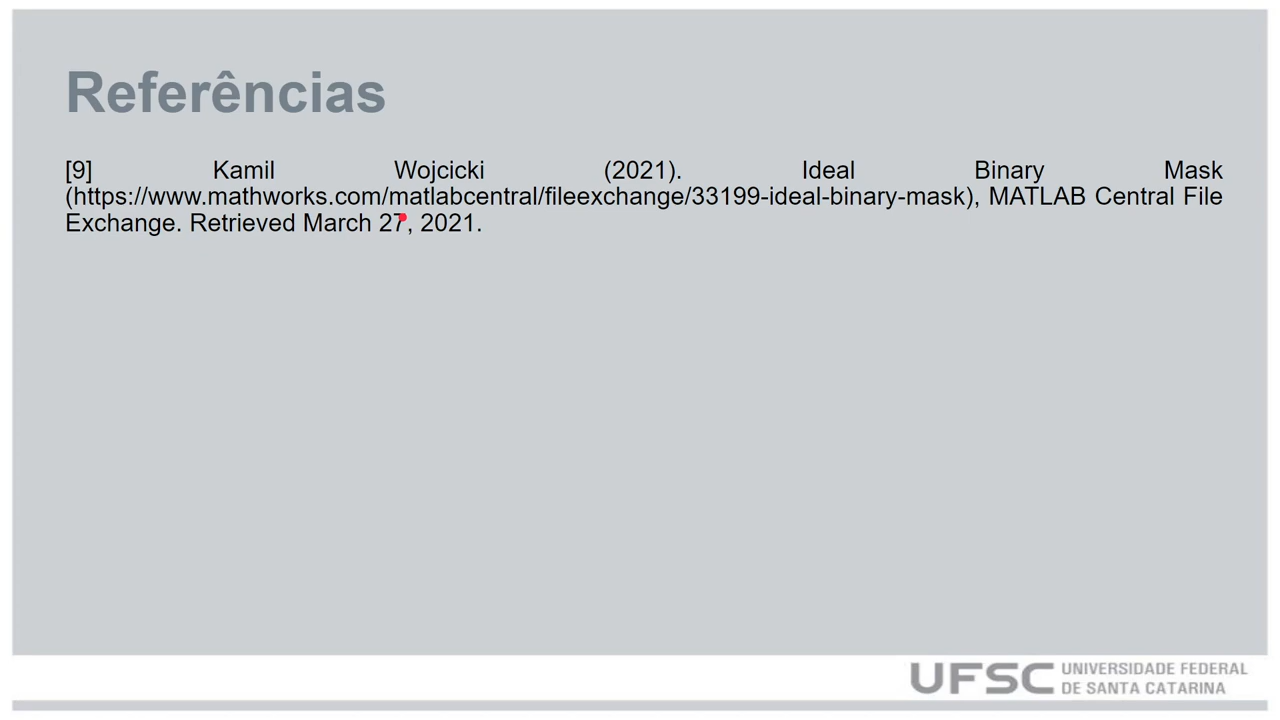 Referências
[9] Kamil Wojcicki (2021). Ideal Binary Mask
(https://www.mathworks.com/matlabcentral/fileexchange/33199-ideal-binary-mask), MATLAB Central File
Exchange. Retrieved March 27, 2021.
UFSC UNIVERSIDADE FEDERAL
DE SANTA CATARINA